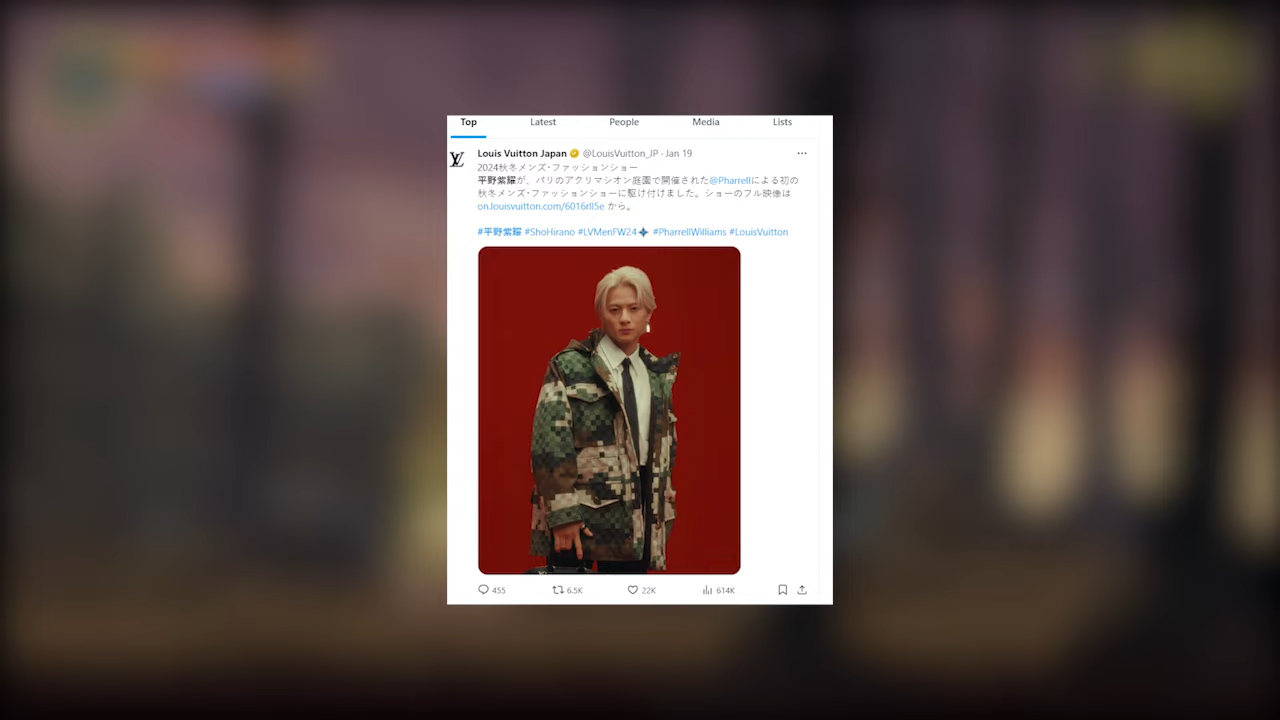 Top Latest People Media Lists
Louis Vuitton Japan @LouisVuitton_JP · Jan 19
2024秋冬メンズ･ファッションショー
平野紫耀が、パリのアクリマシオン庭園で開催された@Pharrellによる初の
秋冬メンズ･ファッションショーに駆け付けました。ショーのフル映像は
on.louisvuitton.com/6016rll5e から。
#平野紫耀 #ShoHirano #LVMenFW24 #PharrellWilliams #LouisVuitton
455 6.5K 22K 614K